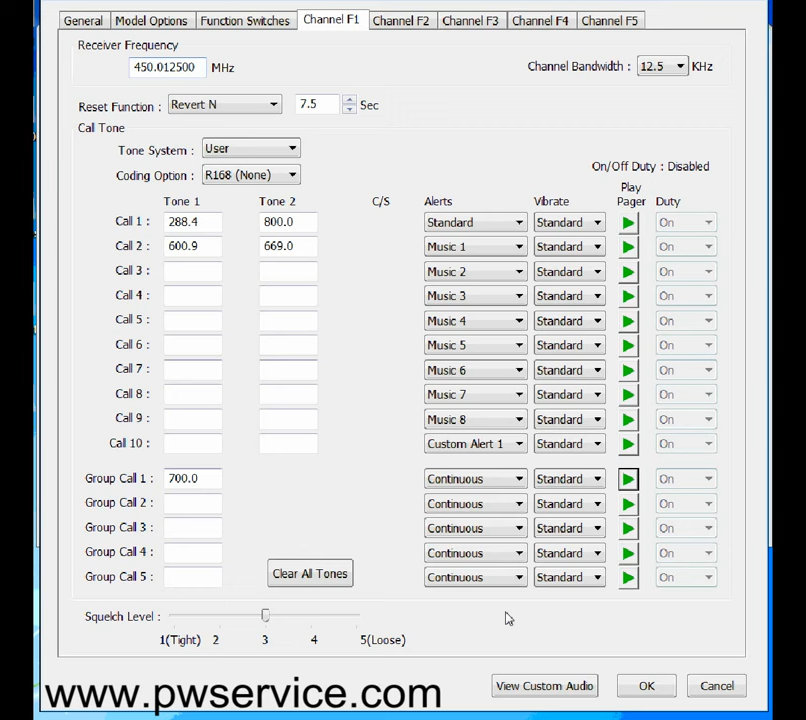 General Model Options Function Switches Channel F1 Channel F2 Channel F3 Channel F4 Channel F5
Receiver Frequency
450.012500 MHz Channel Bandwidth : 12.5 KHz
Reset Function : Revert N 7.5 Sec
Call Tone
Tone System : User
On/Off Duty : Disabled
Coding Option : R168 (None)
Tone 1 Tone 2 C/S Alerts Vibrate Play Pager Duty
Call 1 : 288.4 800.0 Standard Standard On
Call 2 : 600.9 669.0 Music 1 Standard On
Call 3 : Music 2 Standard On
Call 4 : Music 3 Standard On
Call 5 : Music 4 Standard On
Call 6 : Music 5 Standard On
Call 7 : Music 6 Standard On
Call 8 : Music 7 Standard On
Call 9 : Music 8 Standard On
Call 10 : Custom Alert 1 Standard On
Group Call 1 : 700.0 Continuous Standard On
Group Call 2 : Continuous Standard On
Group Call 3 : Continuous Standard On
Group Call 4 : Continuous Standard On
Group Call 5 : Clear All Tones Continuous Standard On
Squelch Level :
1(Tight) 2 3 4 5(Loose)
View Custom Audio OK Cancel
www.pwservice.com